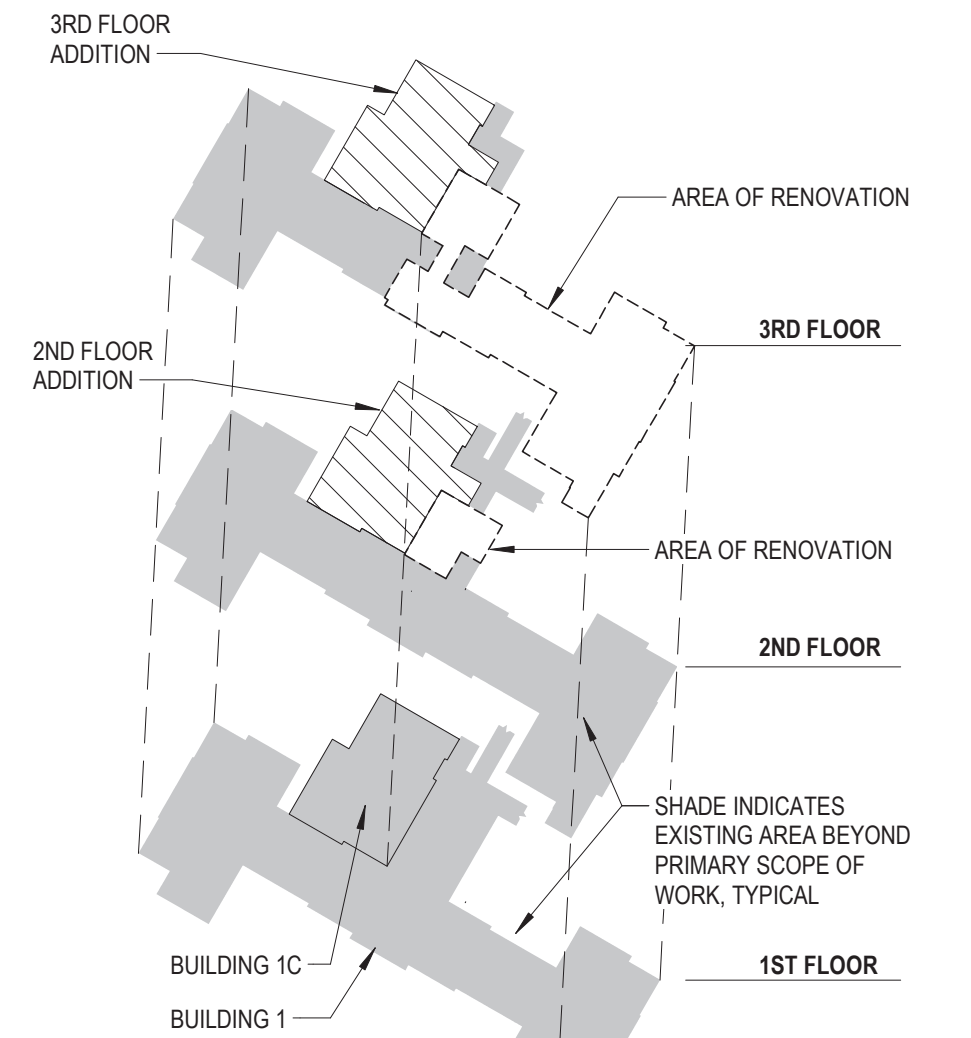 3RD FLOOR
ADDITION
AREA OF RENOVATION
3RD FLOOR
2ND FLOOR
ADDITION
AREA OF RENOVATION
2ND FLOOR
SHADE INDICATES
EXISTING AREA BEYOND
PRIMARY SCOPE OF
WORK, TYPICAL
BUILDING 1C
1ST FLOOR
BUILDING 1